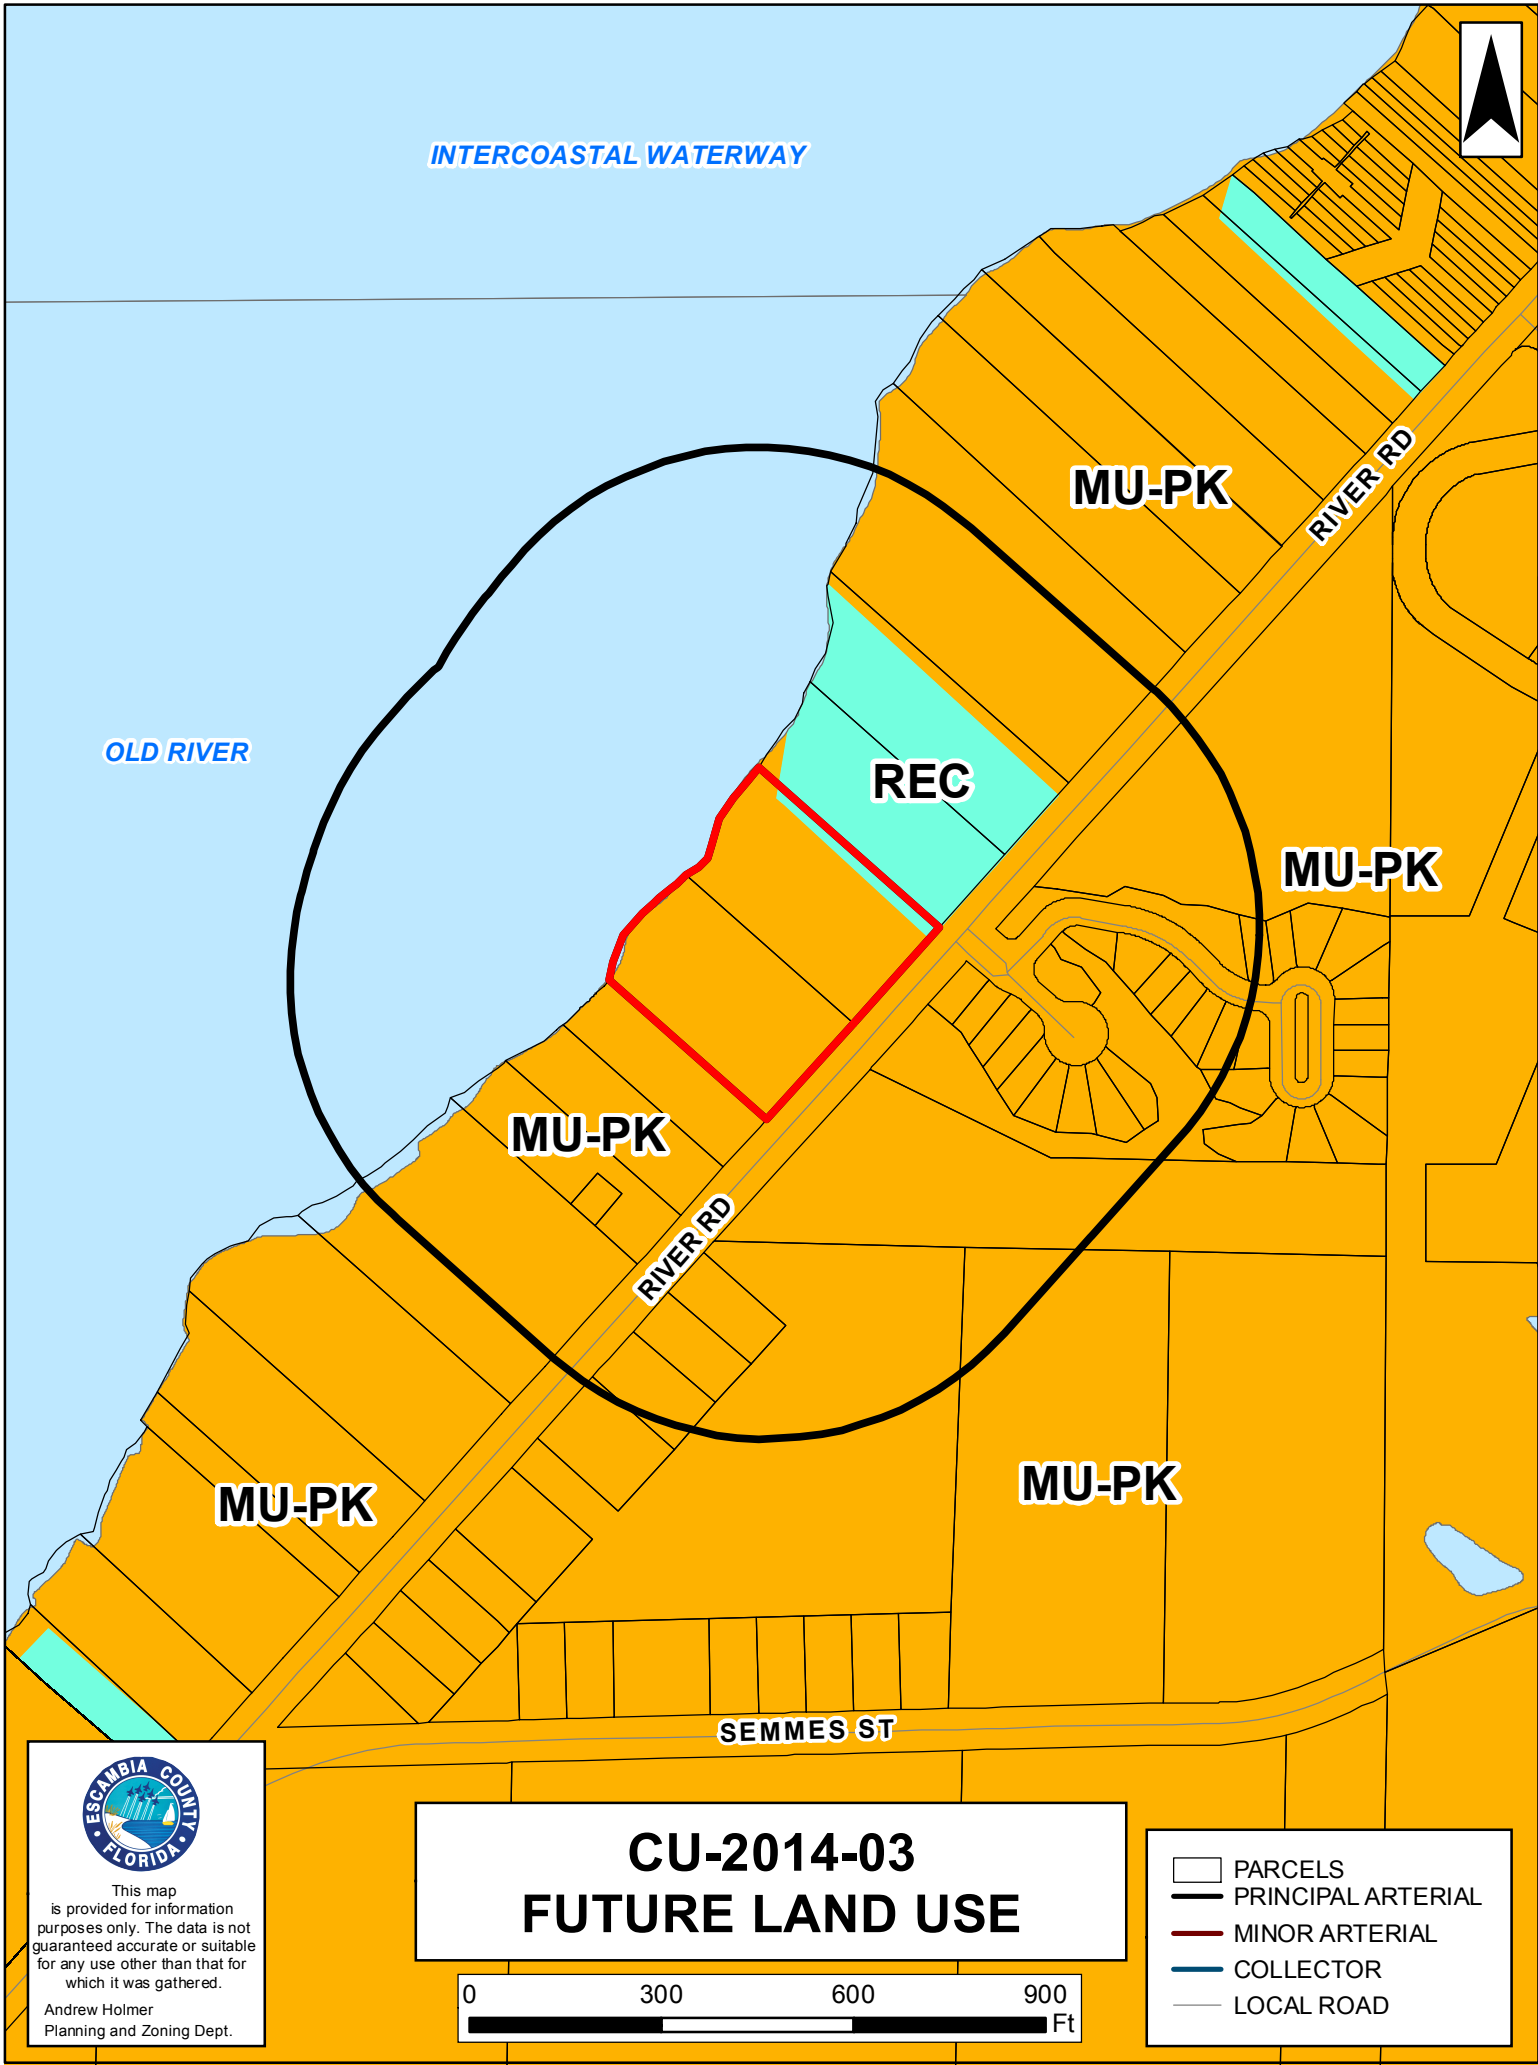 INTERCOASTAL WATERWAY
MU-PK
RIVER RD
OLD RIVER
REC
MU-PK
MU-PK
RIVER RD
MU-PK
MU-PK
SEMMES ST
ESCAMBIA COUNTY
FLORIDA
This map
is provided for information
purposes only. The data is not
guaranteed accurate or suitable
for any use other than that for
which it was gathered.
Andrew Holmer
Planning and Zoning Dept.
CU-2014-03
FUTURE LAND USE
0 300 600 900
Ft
PARCELS
PRINCIPAL ARTERIAL
MINOR ARTERIAL
COLLECTOR
LOCAL ROAD